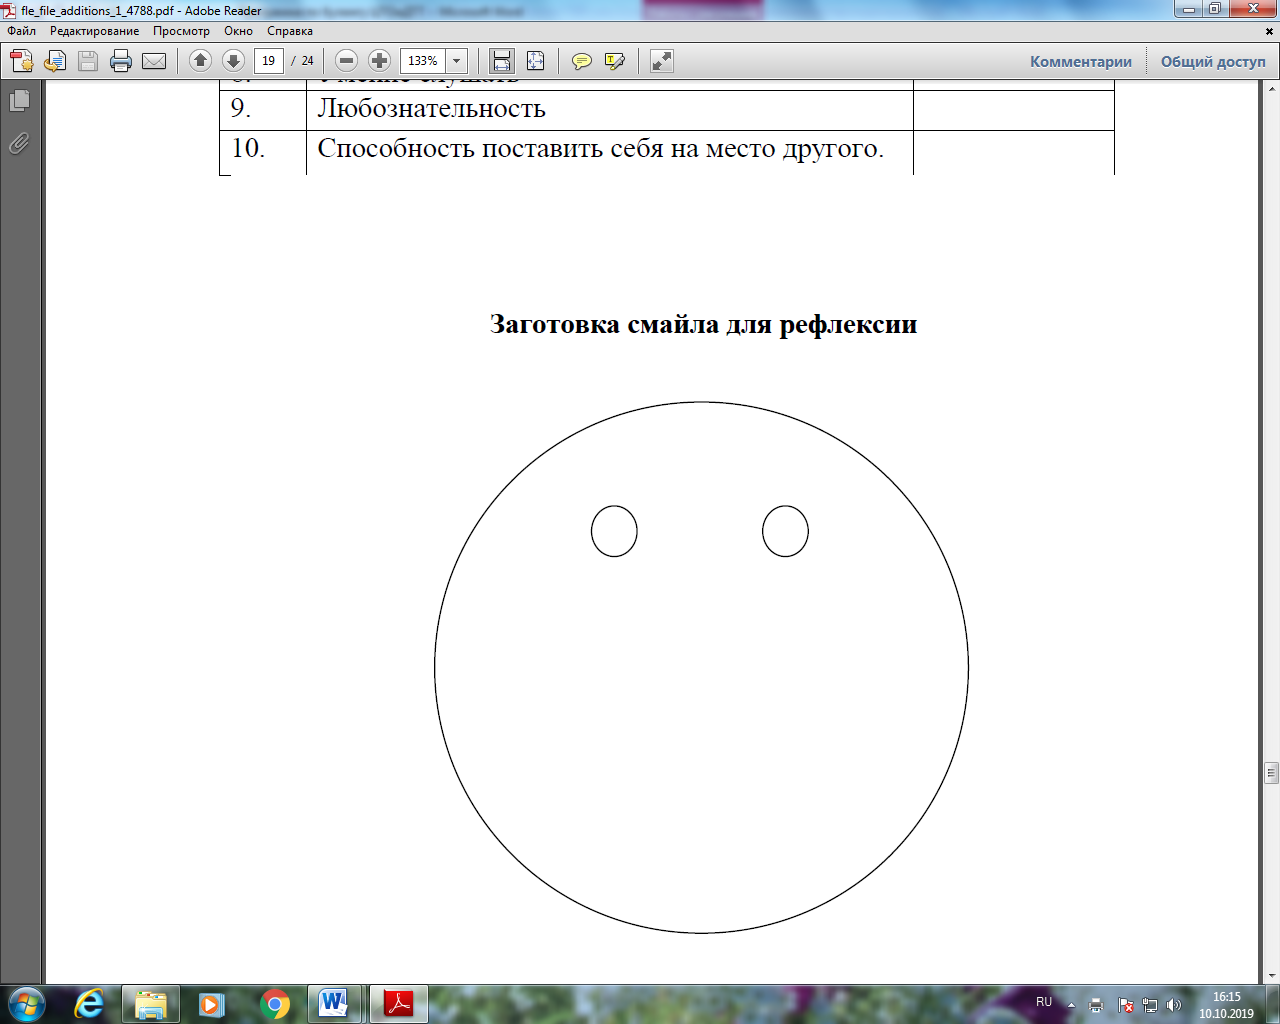 fle_file_additions_1_4788.pdf - Adobe Reader
Файл Редактирование Просмотр Окно Справка
19 / 24 133% Комментарии Общий доступ
9. Любознательность
10. Способность поставить себя на место другого.
Заготовка смайла для рефлексии
RU 16:15
10.10.2019